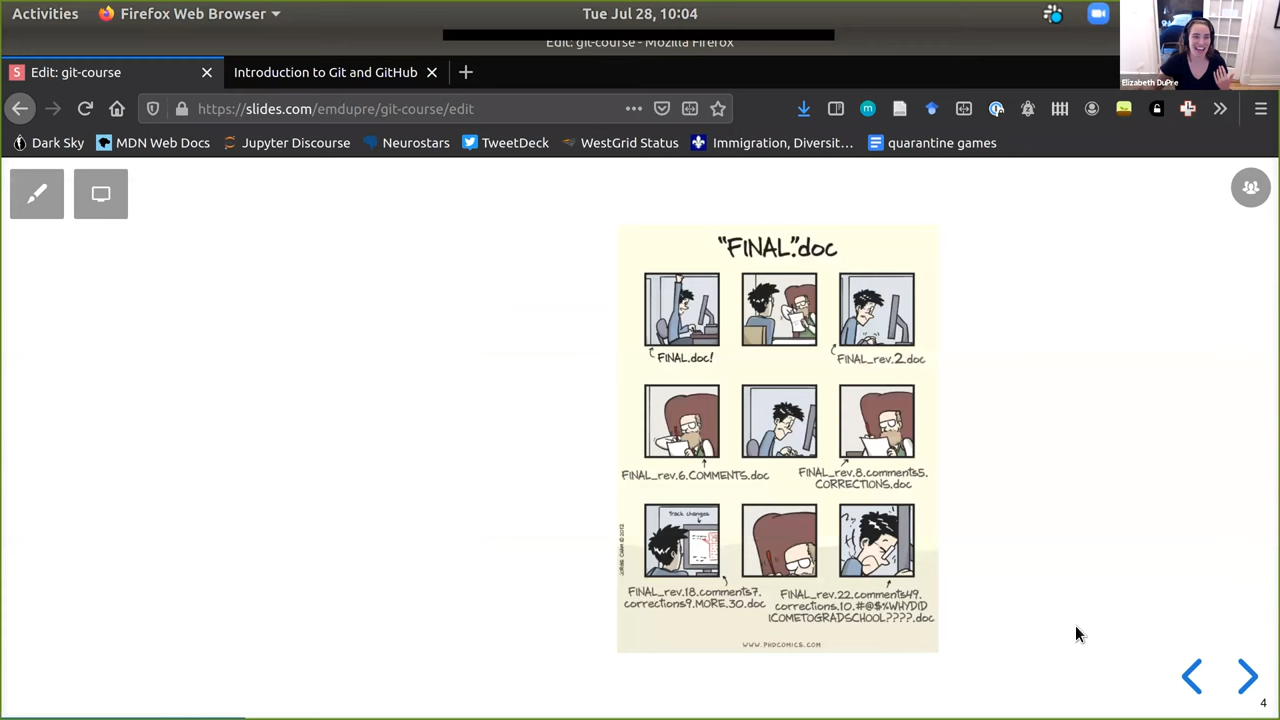 Activities
Firefox Web Browser
Tue Jul 28, 10:04
Edit: git-course - Mozilla Firefox
Elizabeth DuPre
Edit: git-course
Introduction to Git and GitHub
https://slides.com/emdupre/git-course/edit
Dark Sky
MDN Web Docs
Jupyter Discourse
Neurostars
TweetDeck
WestGrid Status
Immigration, Diversit…
quarantine games
"FINAL".doc
FINAL.doc!
FINAL_rev.2.doc
FINAL_rev.6.COMMENTS.doc
FINAL_rev.8.comments5.
CORRECTIONS.doc
Track changes
JORGE CHAM © 2012
FINAL_rev.18.comments7.
corrections9.MORE.30.doc
FINAL_rev.22.comments49.
corrections.10.#@$%WHYDID
ICOMETOGRADSCHOOL????.doc
WWW.PHDCOMICS.COM
4